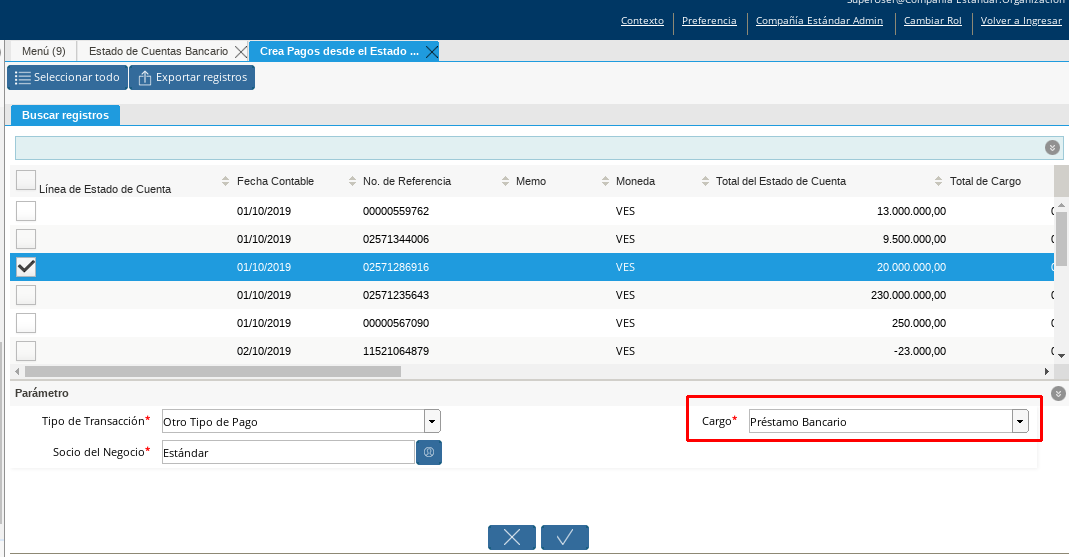 SuperUser@Compañía Estándar.Organización
Contexto Preferencia Compañía Estándar Admin Cambiar Rol Volver a Ingresar
Menú (9) Estado de Cuentas Bancario Crea Pagos desde el Estado ...
Seleccionar todo Exportar registros
Buscar registros
Línea de Estado de Cuenta Fecha Contable No. de Referencia Memo Moneda Total del Estado de Cuenta Total de Cargo
01/10/2019 00000559762 VES 13.000.000,00
01/10/2019 02571344006 VES 9.500.000,00
01/10/2019 02571286916 VES 20.000.000,00
01/10/2019 02571235643 VES 230.000.000,00
01/10/2019 00000567090 VES 250.000,00
02/10/2019 11521064879 VES -23.000,00
Parámetro
Tipo de Transacción* Otro Tipo de Pago Cargo* Préstamo Bancario
Socio del Negocio* Estándar